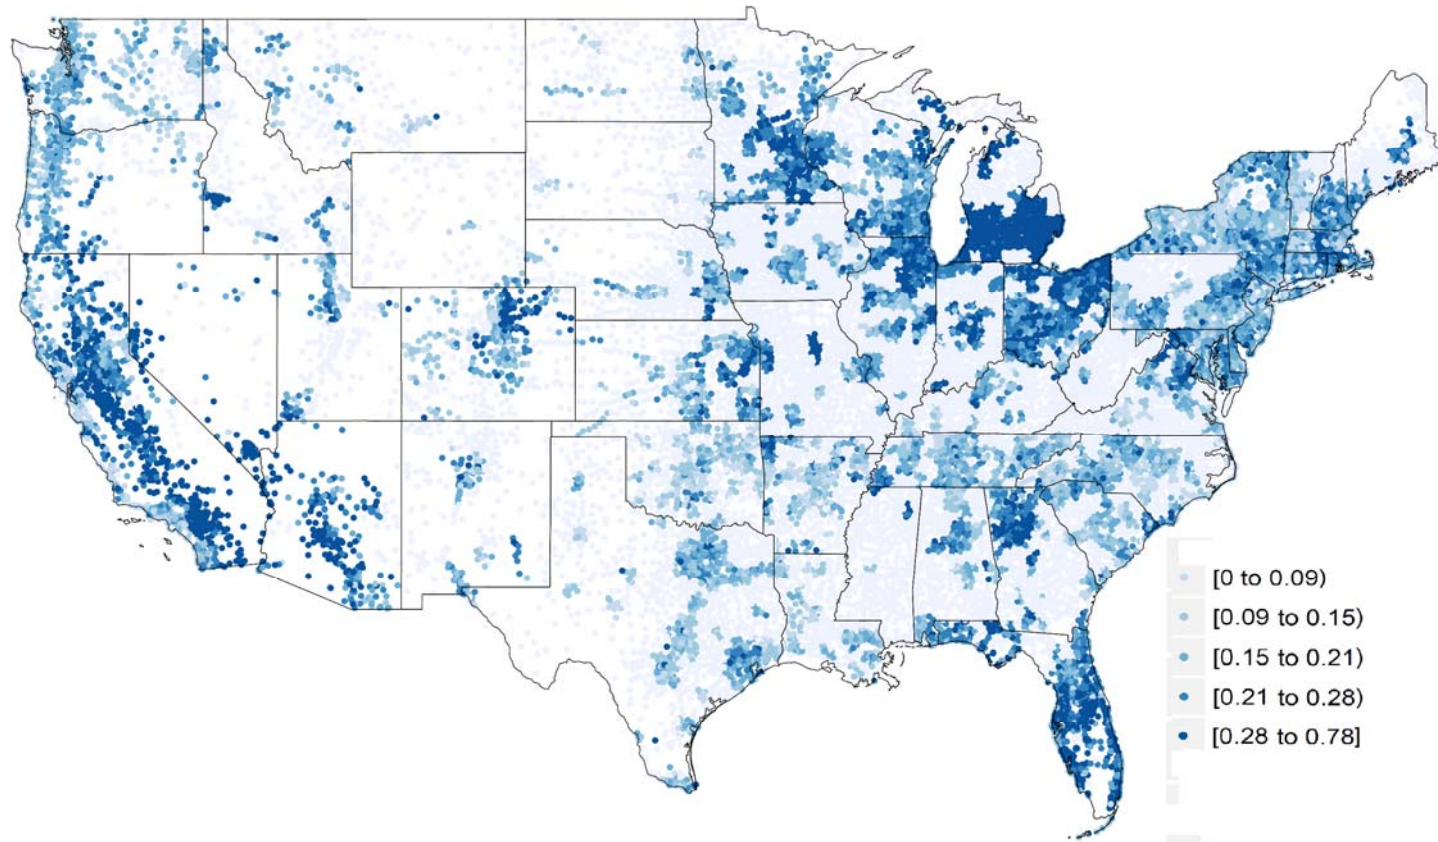 [0 to 0.09)
[0.09 to 0.15)
[0.15 to 0.21)
[0.21 to 0.28)
[0.28 to 0.78]